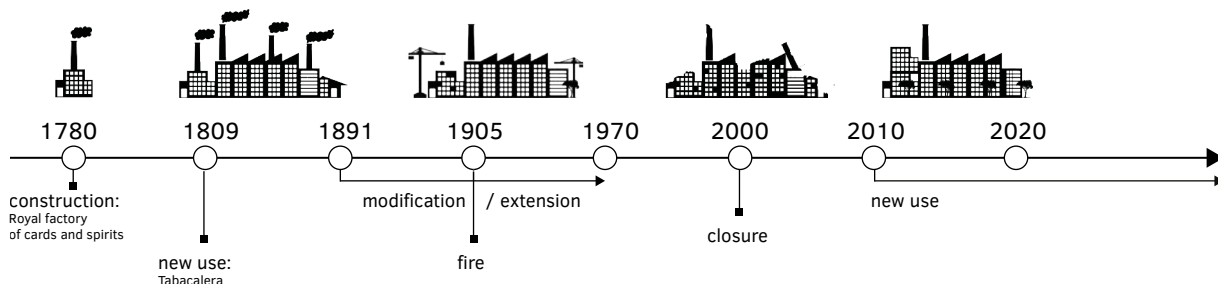 1780 1809 1891 1905 1970 2000 2010 2020
construction:
Royal factory
of cards and spirits
new use:
Tabacalera
modification / extension
fire
closure
new use